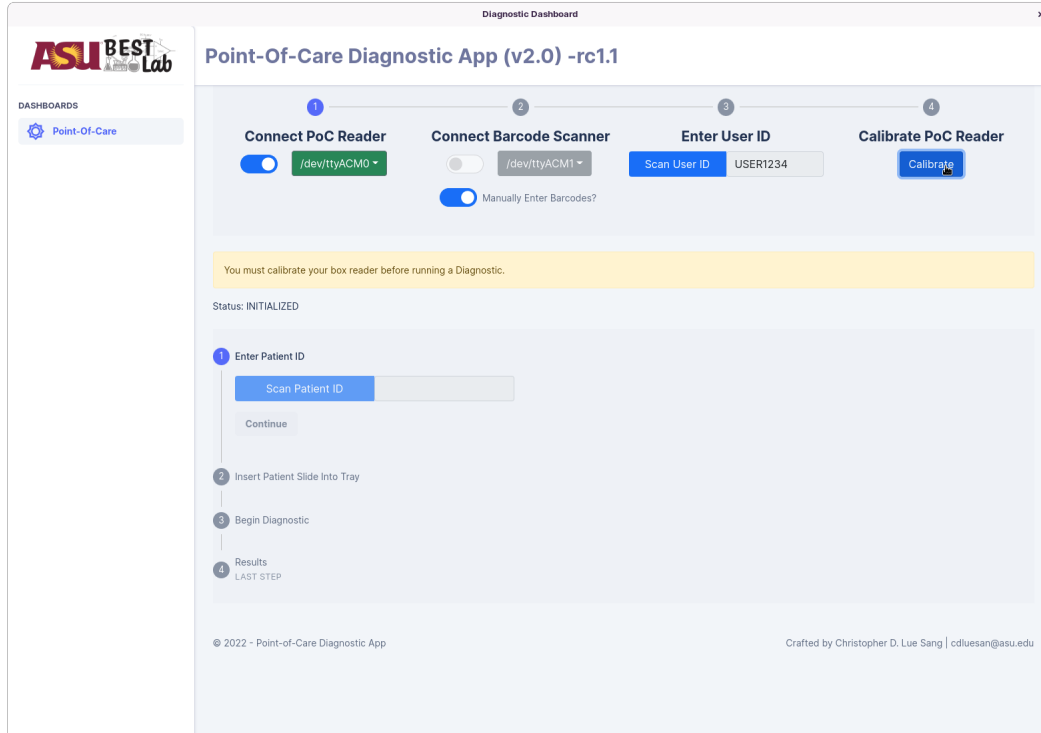 Diagnostic Dashboard
x
ASU BEST Lab
Point-Of-Care Diagnostic App (v2.0) -rc1.1
DASHBOARDS
Point-Of-Care
1
2
3
4
Connect PoC Reader
Connect Barcode Scanner
Enter User ID
Calibrate PoC Reader
/dev/ttyACM0
/dev/ttyACM1
Scan User ID
USER1234
Calibrate
Manually Enter Barcodes?
You must calibrate your box reader before running a Diagnostic.
Status: INITIALIZED
1 Enter Patient ID
Scan Patient ID
Continue
2 Insert Patient Slide Into Tray
3 Begin Diagnostic
4 Results
LAST STEP
© 2022 - Point-of-Care Diagnostic App
Crafted by Christopher D. Lue Sang | cdluesan@asu.edu